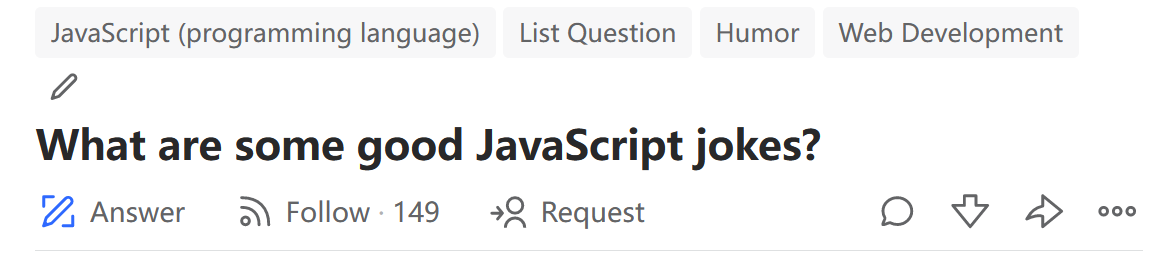 JavaScript (programming language) List Question Humor Web Development
What are some good JavaScript jokes?
Answer Follow · 149 Request